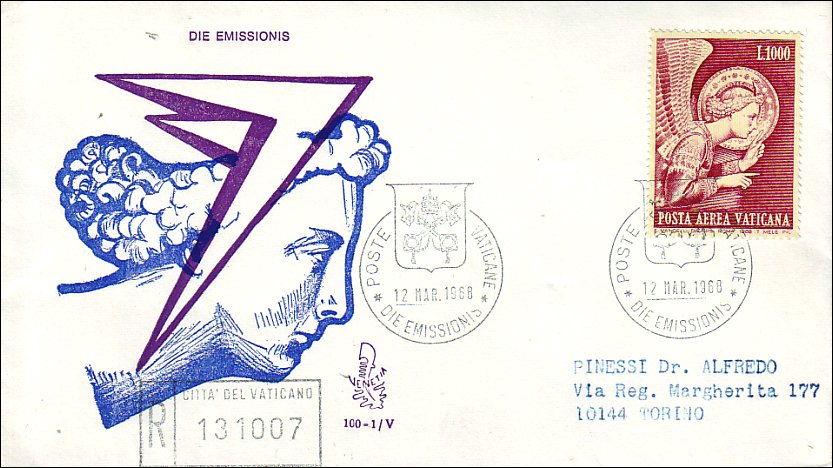 DIE EMISSIONIS
L.1000
POSTA AEREA VATICANA
POSTE VATICANE
12 MAR. 1968
* DIE EMISSIONIS *
POSTE VATICANE
12 MAR. 1968
* DIE EMISSIONIS *
VENETIA
100-1/V
R
CITTA' DEL VATICANO
131007
PINESSI Dr. ALFREDO
Via Reg. Margherita 177
10144 TORINO